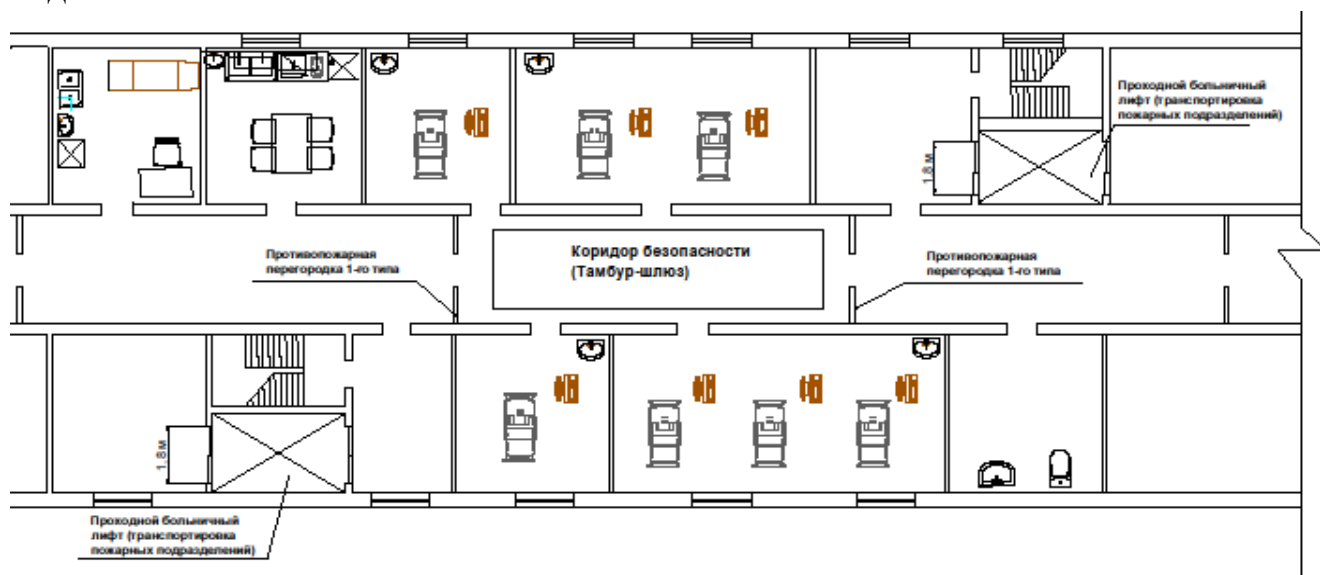 Проходной больничный
лифт (транспортировка
пожарных подразделений)
1.8 м
Противопожарная
перегородка 1-го типа
Коридор безопасности
(Тамбур-шлюз)
Противопожарная
перегородка 1-го типа
1.8м
Проходной больничный
лифт (транспортировка
пожарных подразделений)